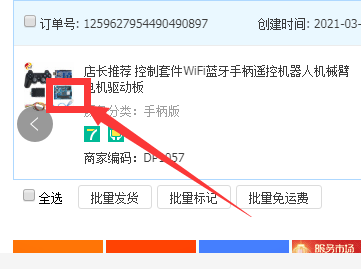 订单号: 1259627954490490897 创建时间: 2021-03-
店长推荐 控制套件WiFi蓝牙手柄遥控机器人机械臂
电机驱动板
颜色分类：手柄版
7
商家编码：DP1057
全选 批量发货 批量标记 批量免运费
服务市场